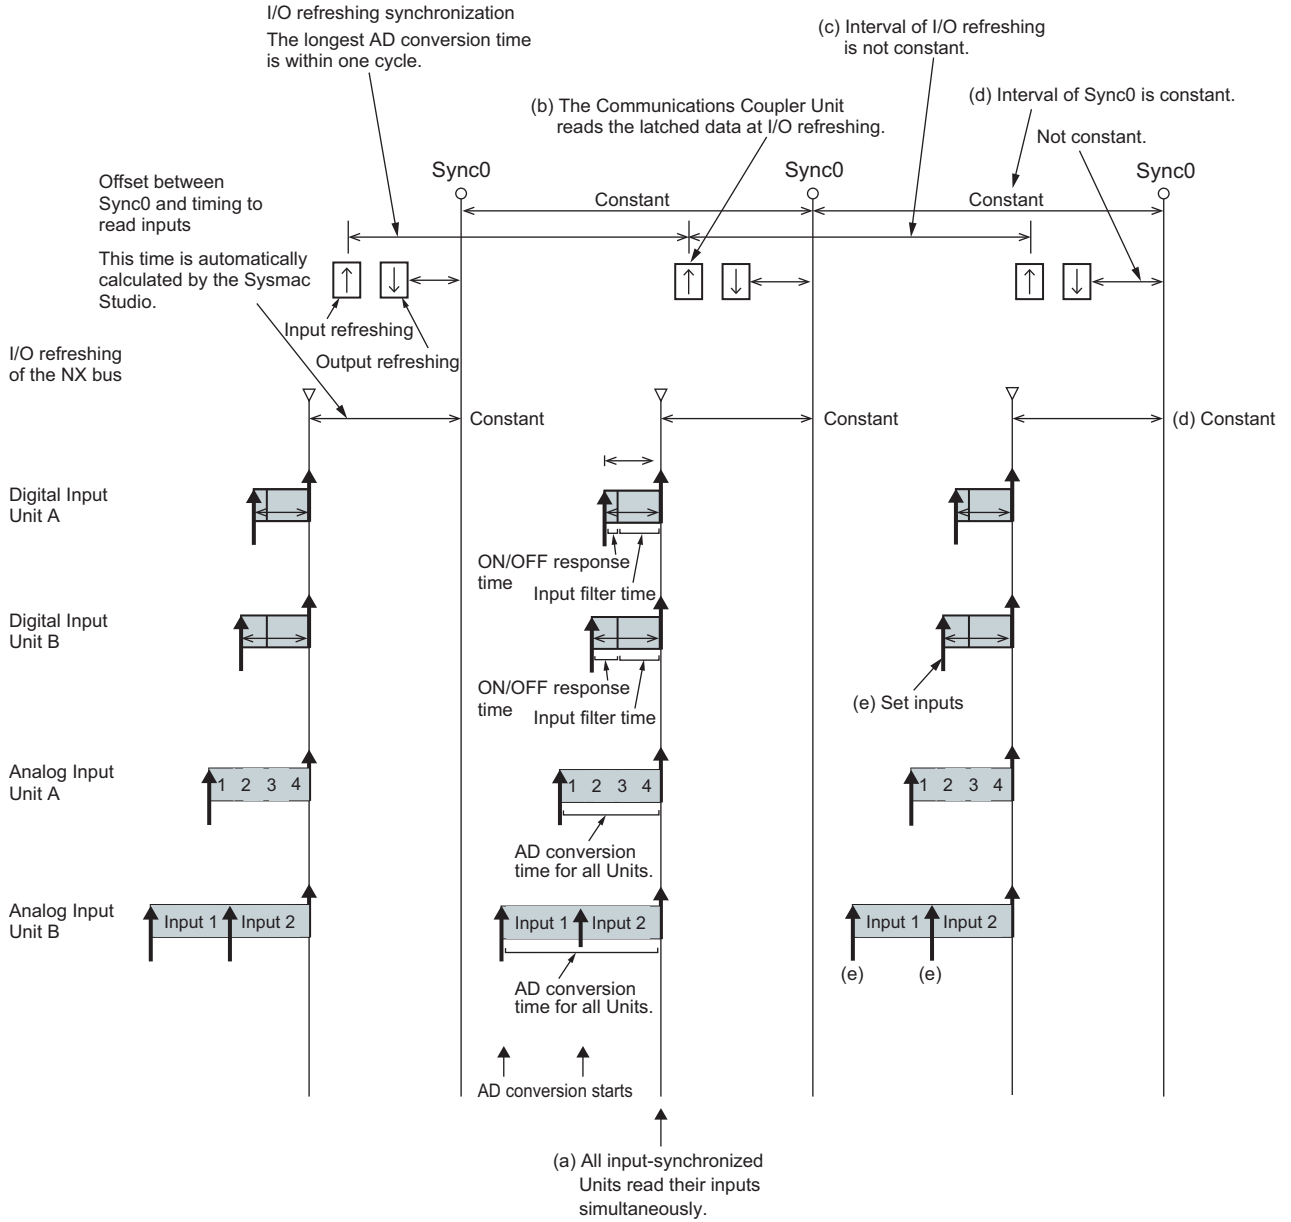 I/O refreshing synchronization
The longest AD conversion time
is within one cycle.
(c) Interval of I/O refreshing
is not constant.
(b) The Communications Coupler Unit
reads the latched data at I/O refreshing.
(d) Interval of Sync0 is constant.
Not constant.
Sync0
Sync0
Sync0
Offset between
Sync0 and timing to
read inputs
This time is automatically
calculated by the Sysmac
Studio.
Constant
Constant
Input refreshing
Output refreshing
I/O refreshing
of the NX bus
Constant
Constant
(d) Constant
Digital Input
Unit A
ON/OFF response
time
Input filter time
Digital Input
Unit B
ON/OFF response
time
Input filter time
(e) Set inputs
Analog Input
Unit A
1 2 3 4
1 2 3 4
1 2 3 4
AD conversion
time for all Units.
Analog Input
Unit B
Input 1 Input 2
Input 1 Input 2
Input 1 Input 2
(e) (e)
AD conversion
time for all Units.
AD conversion starts
(a) All input-synchronized
Units read their inputs
simultaneously.